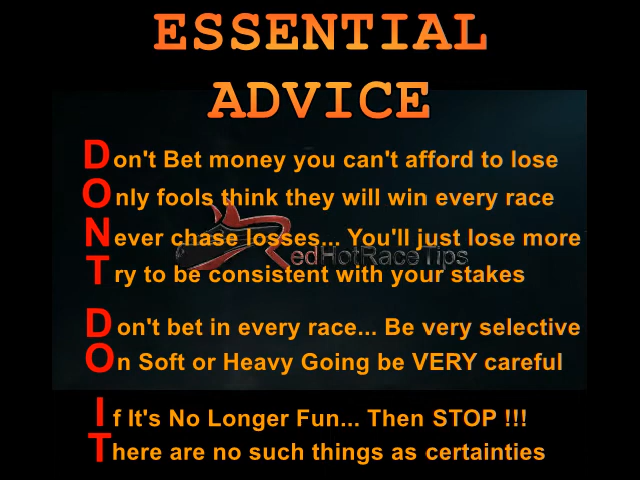 ESSENTIAL
ADVICE
Don't Bet money you can't afford to lose
Only fools think they will win every race
Never chase losses... You'll just lose more
RedHotRaceTips
Try to be consistent with your stakes
Don't bet in every race... Be very selective
On Soft or Heavy Going be VERY careful
If It's No Longer Fun... Then STOP !!!
There are no such things as certainties